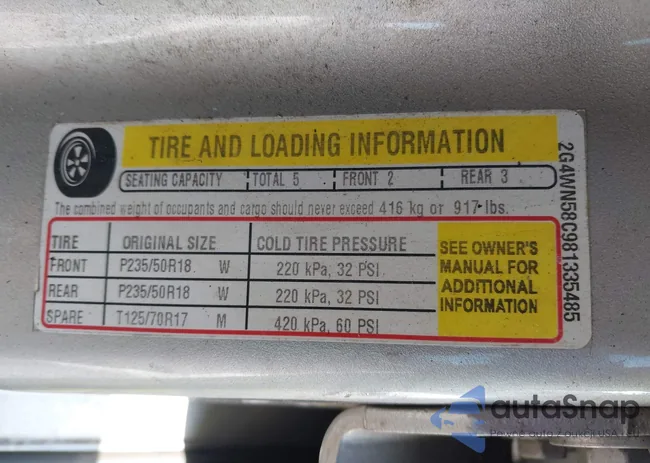 TIRE AND LOADING INFORMATION
SEATING CAPACITY TOTAL 5 FRONT 2 REAR 3
The combined weight of occupants and cargo should never exceed 416 kg or 917 lbs.
TIRE ORIGINAL SIZE COLD TIRE PRESSURE
FRONT P235/50R18 W 220 kPa, 32 PSI
REAR P235/50R18 W 220 kPa, 32 PSI
SPARE T125/70R17 M 420 kPa, 60 PSI
SEE OWNER'S
MANUAL FOR
ADDITIONAL
INFORMATION
2G4WN58C981335485
autoSnap